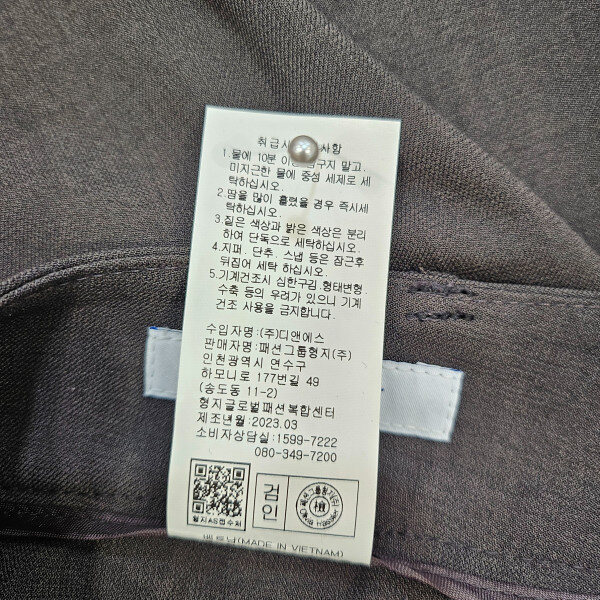 취급시 사항
1.물에 10분 이 구지 말고,
미지근한 물에 중성 세제로 세
탁하십시오.
2.땀을 많이 흘렸을 경우 즉시세
탁하십시오.
3.짙은 색상과 밝은 색상은 분리
하여 단독으로 세탁하십시오.
4.지퍼, 단추, 스냅 등은 잠근후
뒤집어 세탁 하십시오.
5.기계건조시 심한구김,형태변형
수축 등의 우려가 있으니 기계
건조 사용을 금지합니다.
수입자명:(주)디앤에스
판매자명:패션그룹형지(주)
인천광역시 연수구
하모니로 177번길 49
(송도동 11-2)
형지글로벌패션복합센터
제조년월:2023.03
소비자상담실:1599-7222
080-349-7200
형지AS접수처
검인
베트남(MADE IN VIETNAM)